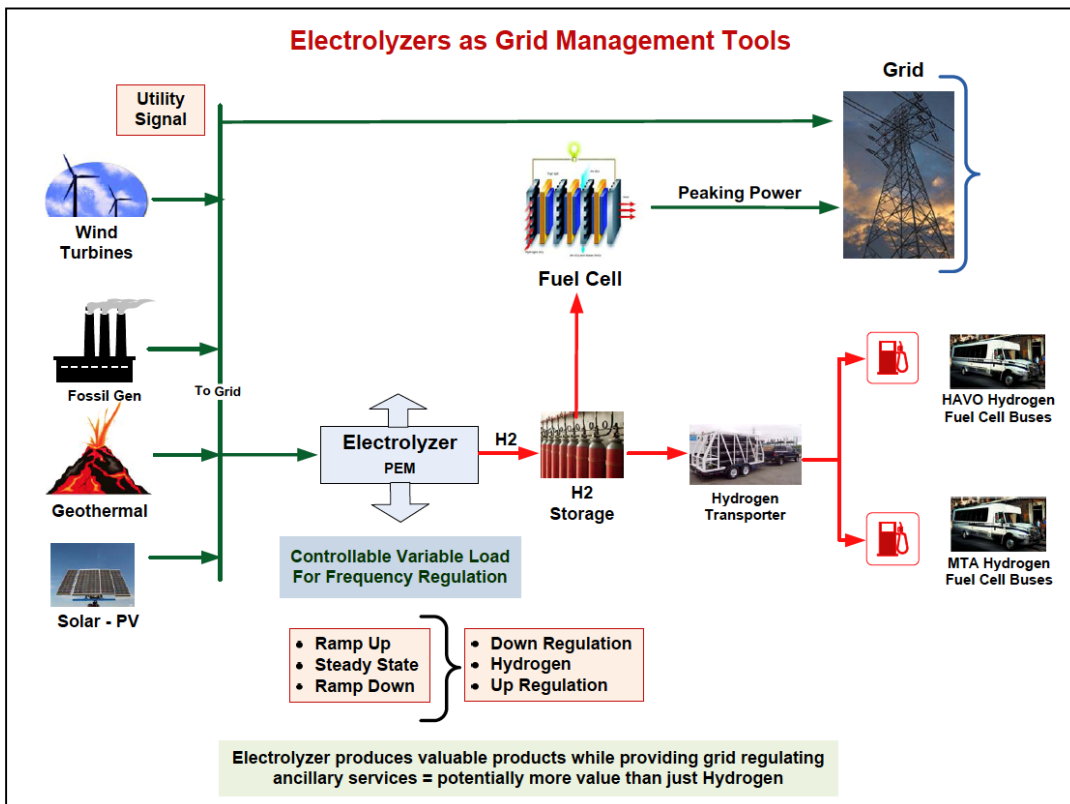 Electrolyzers as Grid Management Tools
Grid
Utility
Signal
Peaking Power
Wind
Turbines
Fuel Cell
To Grid
Fossil Gen
HAVO Hydrogen
Fuel Cell Buses
Electrolyzer
PEM
H2
Geothermal
H2
Storage
Hydrogen
Transporter
Controllable Variable Load
For Frequency Regulation
MTA Hydrogen
Fuel Cell Buses
Solar - PV
• Ramp Up
• Steady State
• Ramp Down
• Down Regulation
• Hydrogen
• Up Regulation
Electrolyzer produces valuable products while providing grid regulating
ancillary services = potentially more value than just Hydrogen